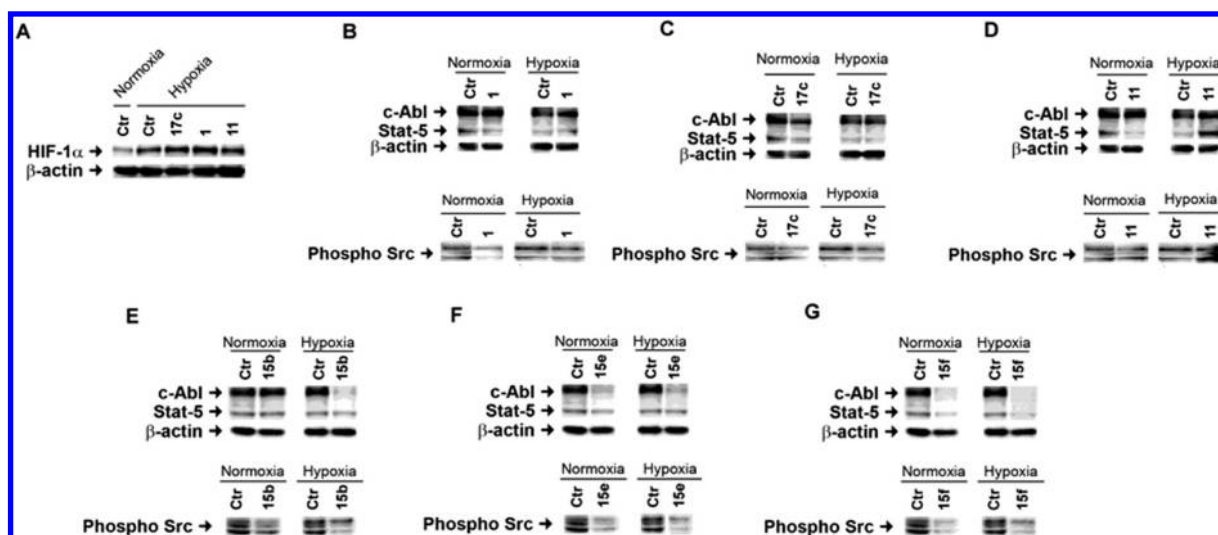 A
Normoxia Hypoxia
Ctr Ctr 17c 1 11
HIF-1α →
β-actin →
B
Normoxia Hypoxia
Ctr 1 Ctr 1
c-Abl →
Stat-5 →
β-actin →
Normoxia Hypoxia
Ctr 1 Ctr 1
Phospho Src →
C
Normoxia Hypoxia
Ctr 17c Ctr 17c
c-Abl →
Stat-5 →
β-actin →
Normoxia Hypoxia
Ctr 17c Ctr 17c
Phospho Src →
D
Normoxia Hypoxia
Ctr 11 Ctr 11
c-Abl →
Stat-5 →
β-actin →
Normoxia Hypoxia
Ctr 11 Ctr 11
Phospho Src →
E
Normoxia Hypoxia
Ctr 15b Ctr 15b
c-Abl →
Stat-5 →
β-actin →
Normoxia Hypoxia
Ctr 15b Ctr 15b
Phospho Src →
F
Normoxia Hypoxia
Ctr 15e Ctr 15e
c-Abl →
Stat-5 →
β-actin →
Normoxia Hypoxia
Ctr 15e Ctr 15e
Phospho Src →
G
Normoxia Hypoxia
Ctr 15f Ctr 15f
c-Abl →
Stat-5 →
β-actin →
Normoxia Hypoxia
Ctr 15f Ctr 15f
Phospho Src →